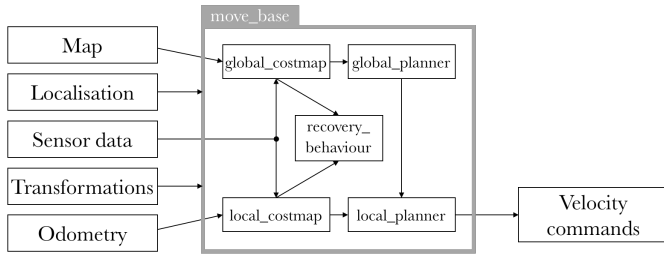 move_base
Map
Localisation
Sensor data
Transformations
Odometry
global_costmap
global_planner
recovery_
behaviour
local_costmap
local_planner
Velocity
commands